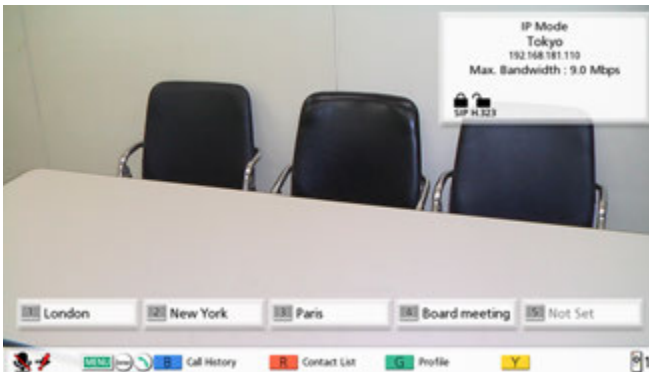 IP Mode
Tokyo
192.168.181.110
Max. Bandwidth : 9.0 Mbps
SIP H.323
1 London
2 New York
3 Paris
4 Board meeting
5 Not Set
MENU B Call History R Contact List G Profile Y 1